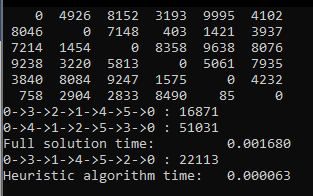 0 4926 8152 3193 9995 4102
8046 0 7148 403 1421 3937
7214 1454 0 8358 9638 8076
9238 3220 5813 0 5061 7935
3840 8084 9247 1575 0 4232
758 2904 2833 8490 85 0
0->3->2->1->4->5->0 : 16871
0->4->2->5->1->3->0 : 51031
Full solution time: 0.001680
0->3->1->4->5->2->0 : 22113
Heuristic algorithm time: 0.000063